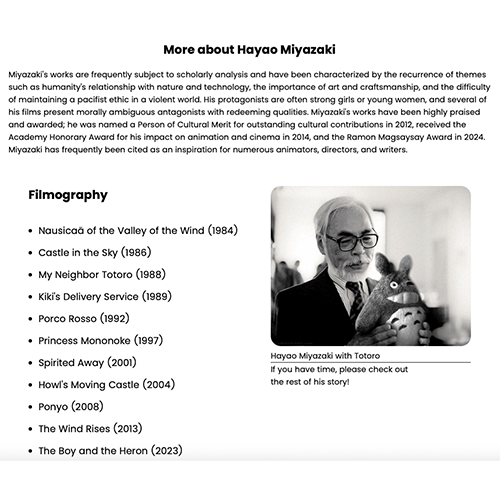 More about Hayao Miyazaki
Miyazaki's works are frequently subject to scholarly analysis and have been characterized by the recurrence of themes
such as humanity's relationship with nature and technology, the importance of art and craftsmanship, and the difficulty
of maintaining a pacifist ethic in a violent world. His protagonists are often strong girls or young women, and several of
his films present morally ambiguous antagonists with redeeming qualities. Miyazaki's works have been highly praised
and awarded; he was named a Person of Cultural Merit for outstanding cultural contributions in 2012, received the
Academy Honorary Award for his impact on animation and cinema in 2014, and the Ramon Magsaysay Award in 2024.
Miyazaki has frequently been cited as an inspiration for numerous animators, directors, and writers.
Filmography
• Nausicaä of the Valley of the Wind (1984)
• Castle in the Sky (1986)
• My Neighbor Totoro (1988)
• Kiki's Delivery Service (1989)
• Porco Rosso (1992)
• Princess Mononoke (1997)
• Spirited Away (2001)
• Howl's Moving Castle (2004)
• Ponyo (2008)
• The Wind Rises (2013)
• The Boy and the Heron (2023)
Hayao Miyazaki with Totoro
If you have time, please check out
the rest of his story!